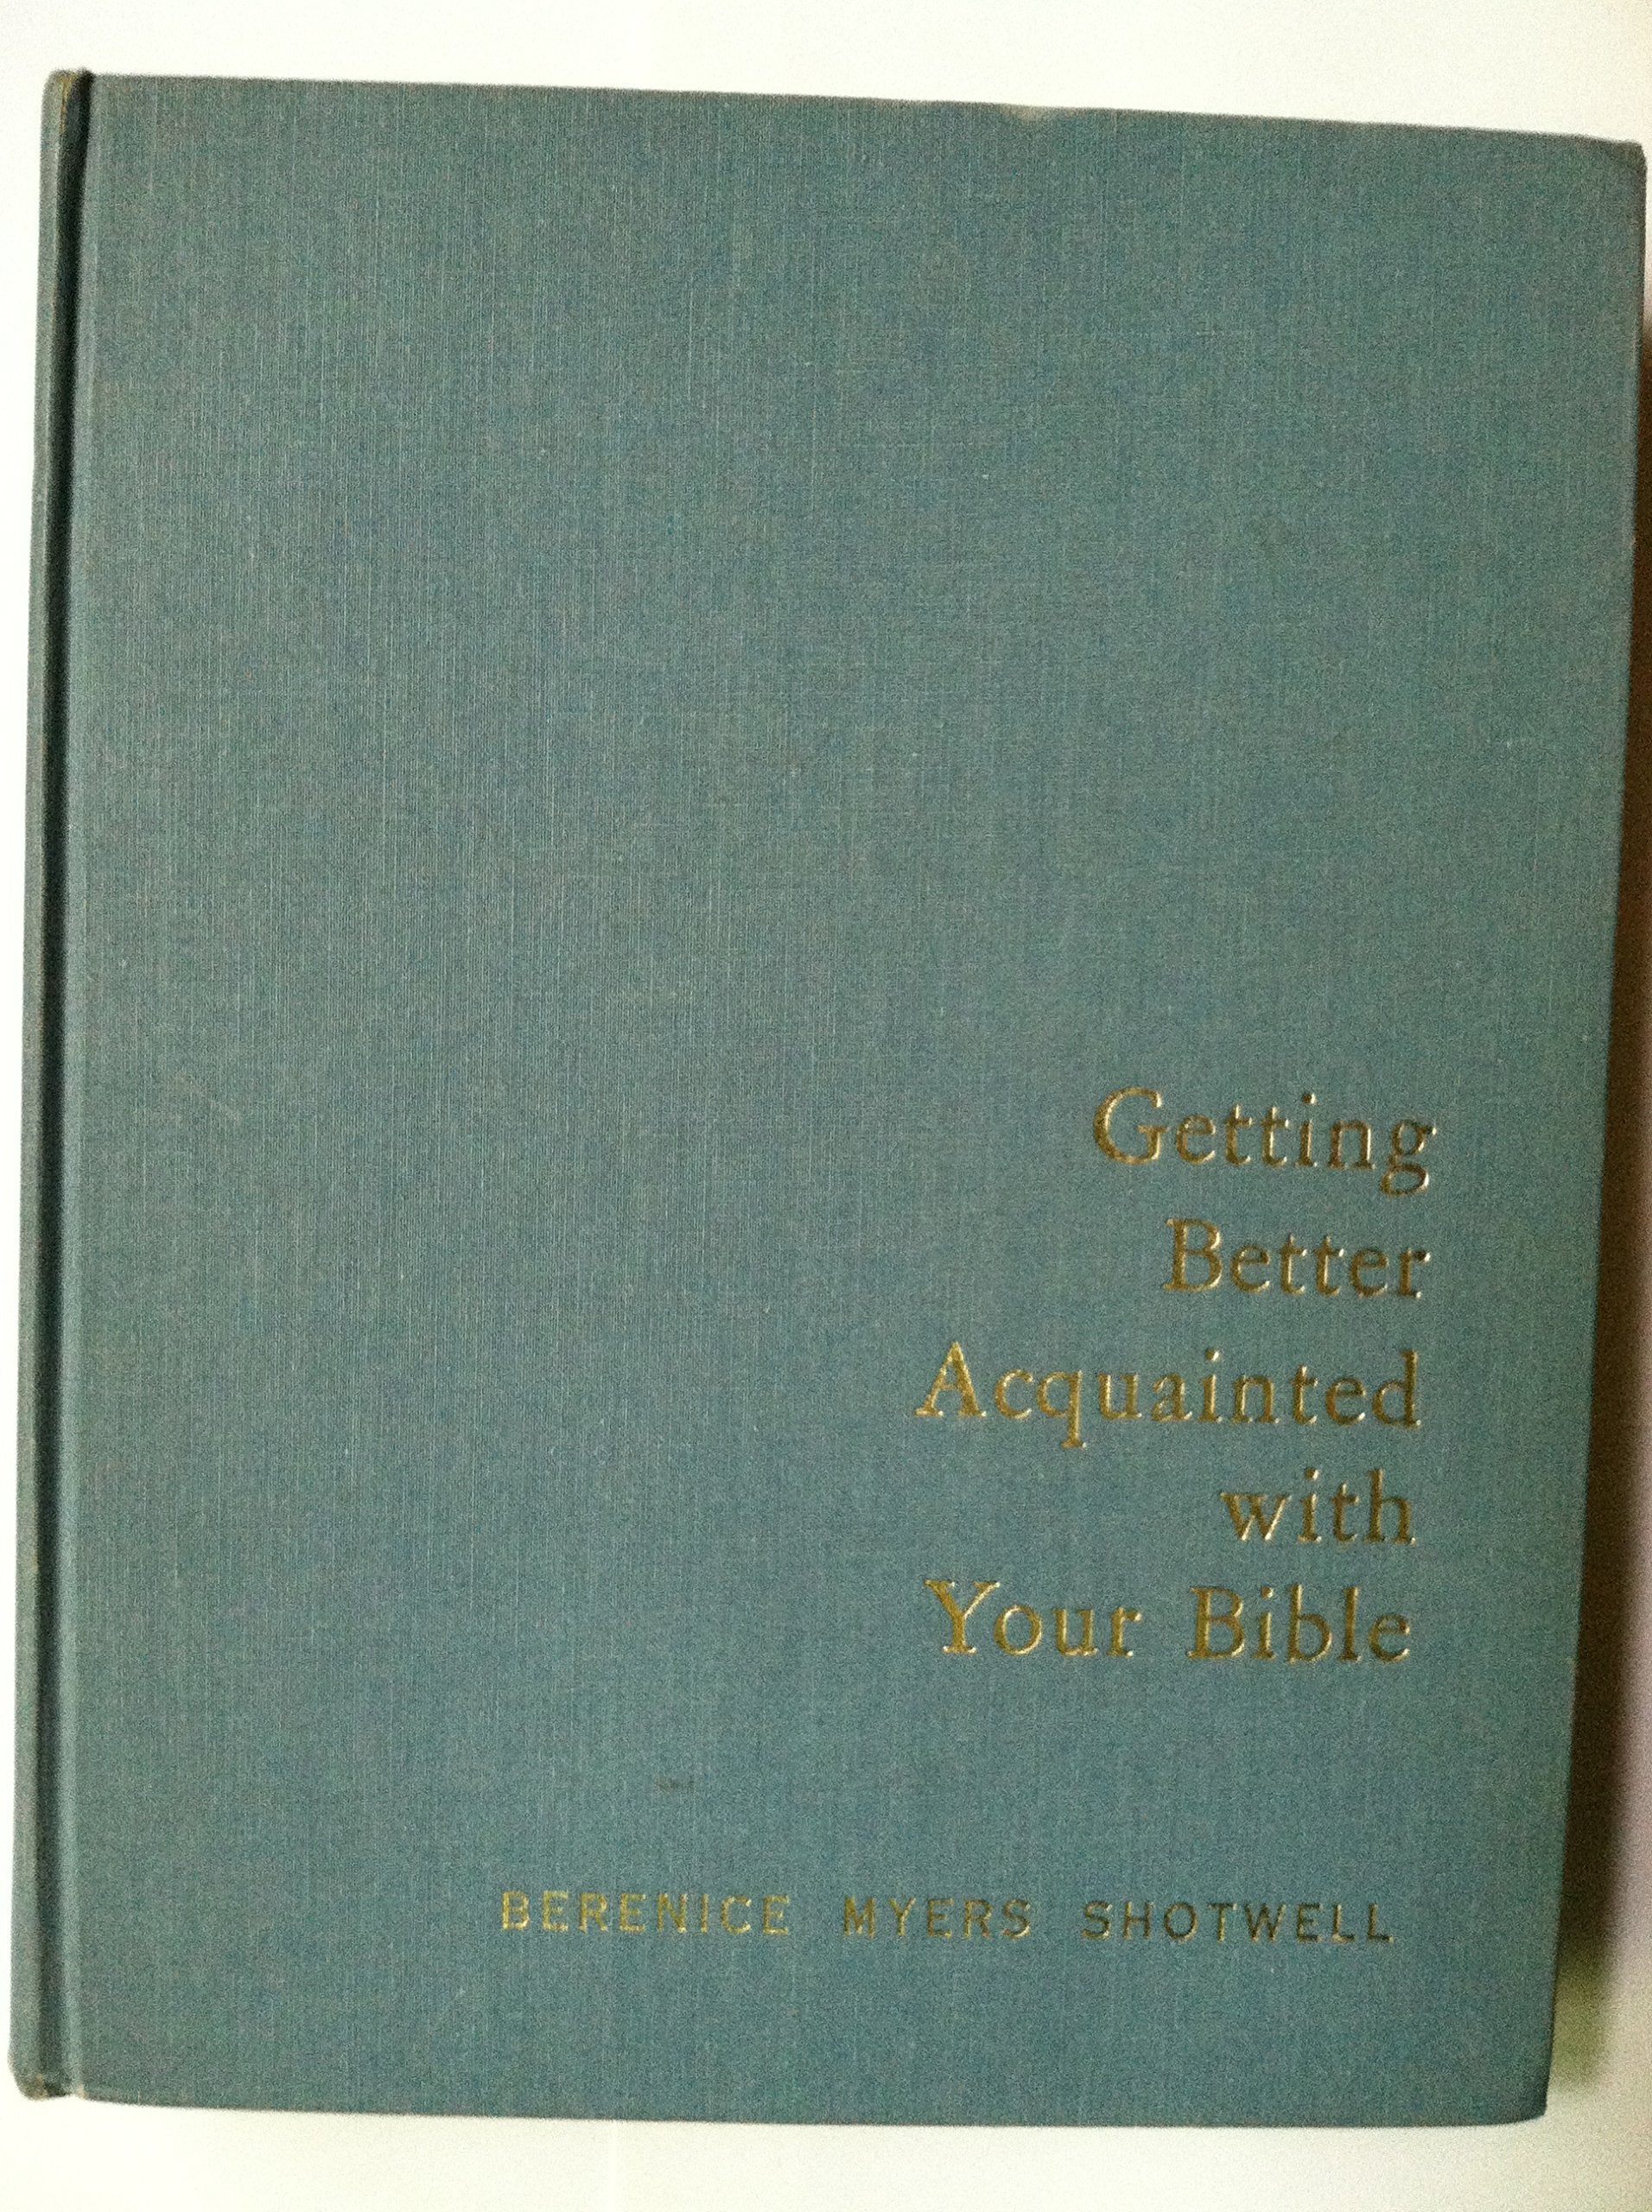 Getting
Better
Acquainted
with
Your Bible
BERENICE MYERS SHOTWELL